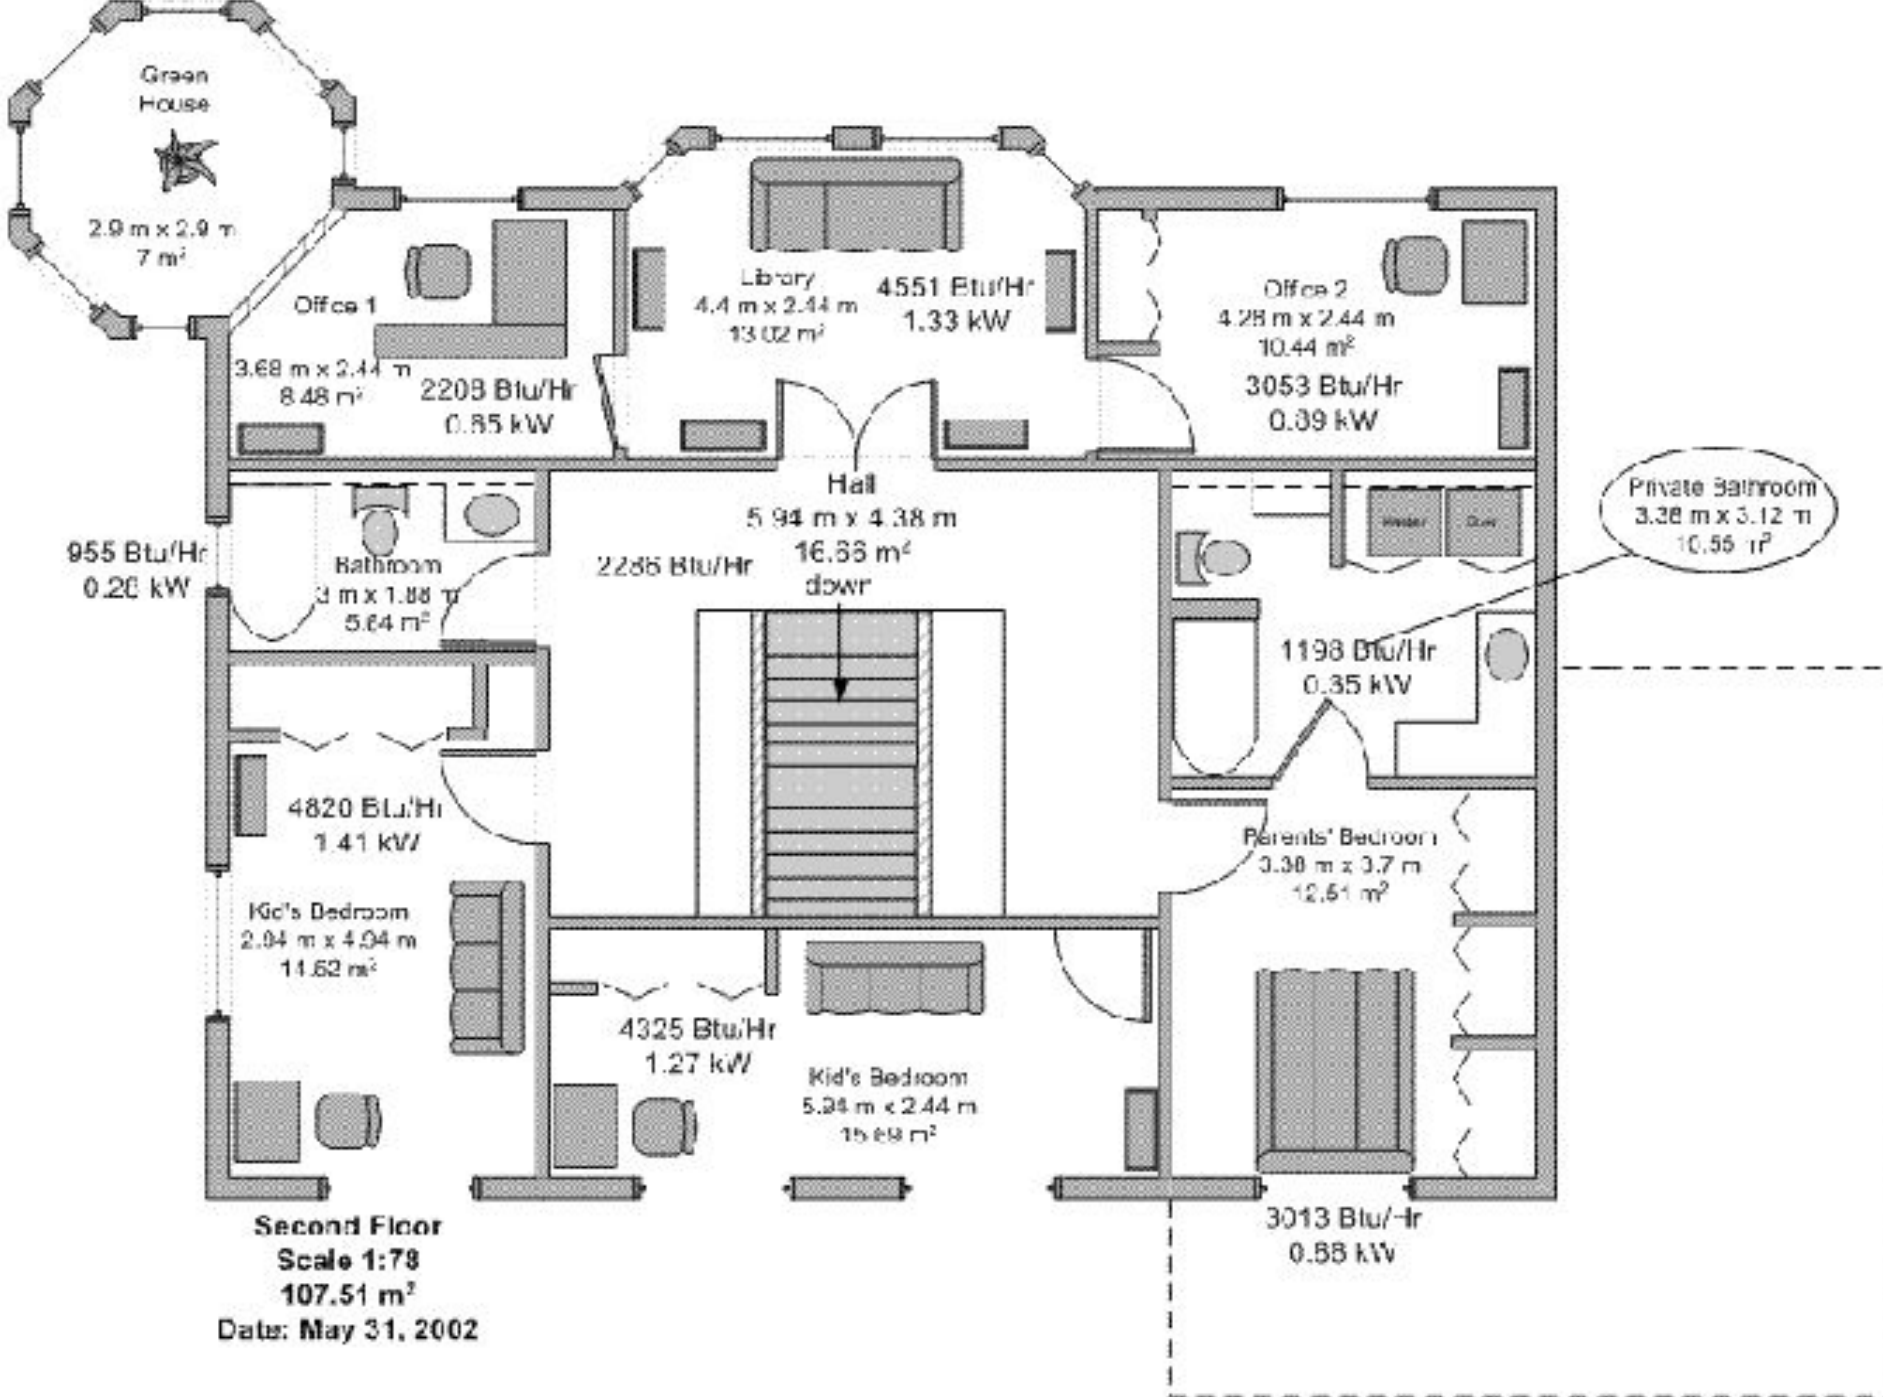 Green
House
2.9 m x 2.9 m
7 m²
Office 1
3.68 m x 2.44 m
8.48 m²
2208 Btu/Hr
0.65 kW
Library
4.4 m x 2.44 m
13.02 m²
4551 Btu/Hr
1.33 kW
Office 2
4.28 m x 2.44 m
10.44 m²
3053 Btu/Hr
0.89 kW
Hall
5.94 m x 4.38 m
16.66 m²
down
2286 Btu/Hr
955 Btu/Hr
0.28 kW
Bathroom
3 m x 1.88 m
5.64 m²
Private Bathroom
3.38 m x 3.12 m
10.55 m²
1198 Btu/Hr
0.35 kW
4820 Btu/Hr
1.41 kW
Kid's Bedroom
2.94 m x 4.94 m
14.52 m²
Parents' Bedroom
3.38 m x 3.7 m
12.51 m²
4325 Btu/Hr
1.27 kW
Kid's Bedroom
5.94 m x 2.44 m
3013 Btu/Hr
0.88 kW
Second Floor
Scale 1:78
107.51 m²
Date: May 31, 2002